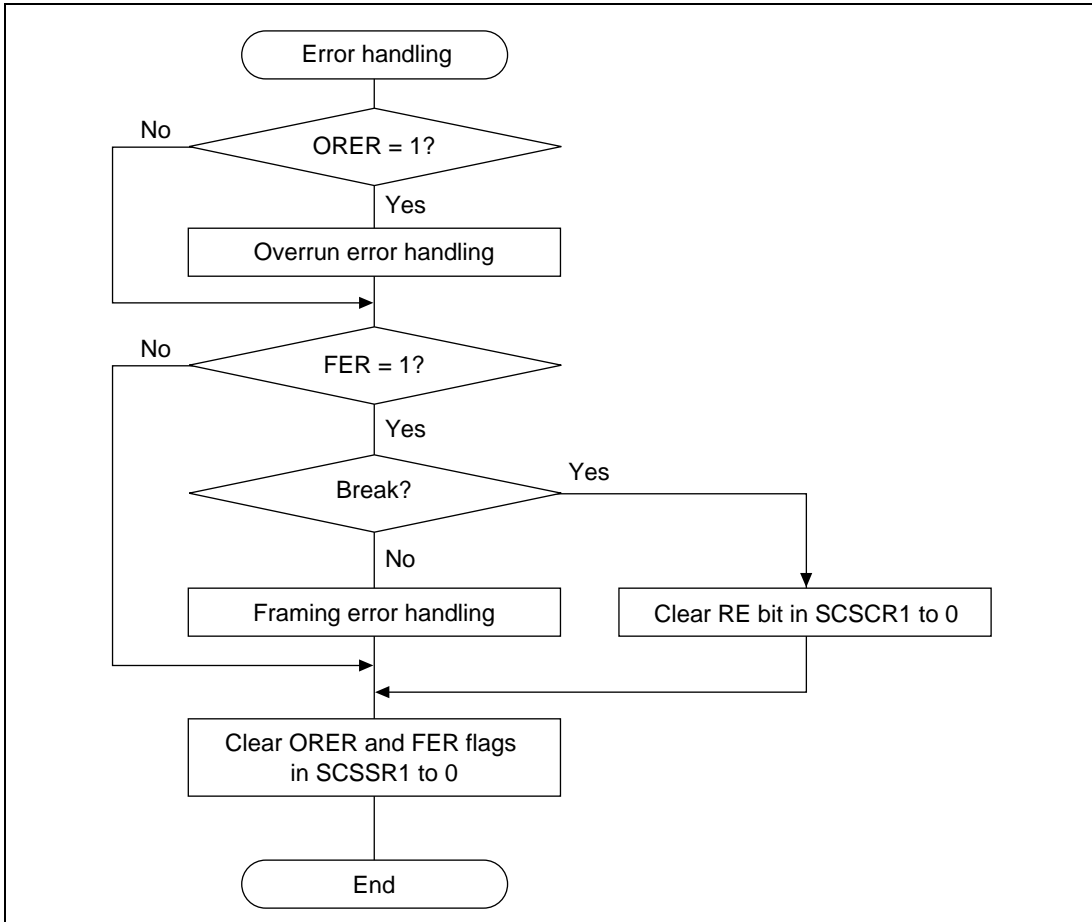 Error handling
No
ORER = 1?
Yes
Overrun error handling
No
FER = 1?
Yes
Break?
Yes
No
Framing error handling
Clear RE bit in SCSCR1 to 0
Clear ORER and FER flags
in SCSSR1 to 0
End